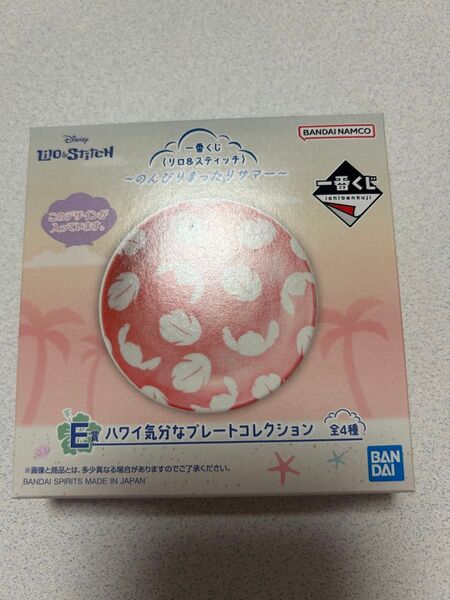 Disney
LILO & STITCH
BANDAI NAMCO
一番くじ
(リロ&スティッチ)
~のんびりまったりサマー~
一番くじ
ichibankuji
このデザインが
入っています。
E賞 ハワイ気分なプレートコレクション 全4種
※画像と商品とは、多少異なる場合がありますのでご了承ください。
BANDAI SPIRITS MADE IN JAPAN
BAN
DAI